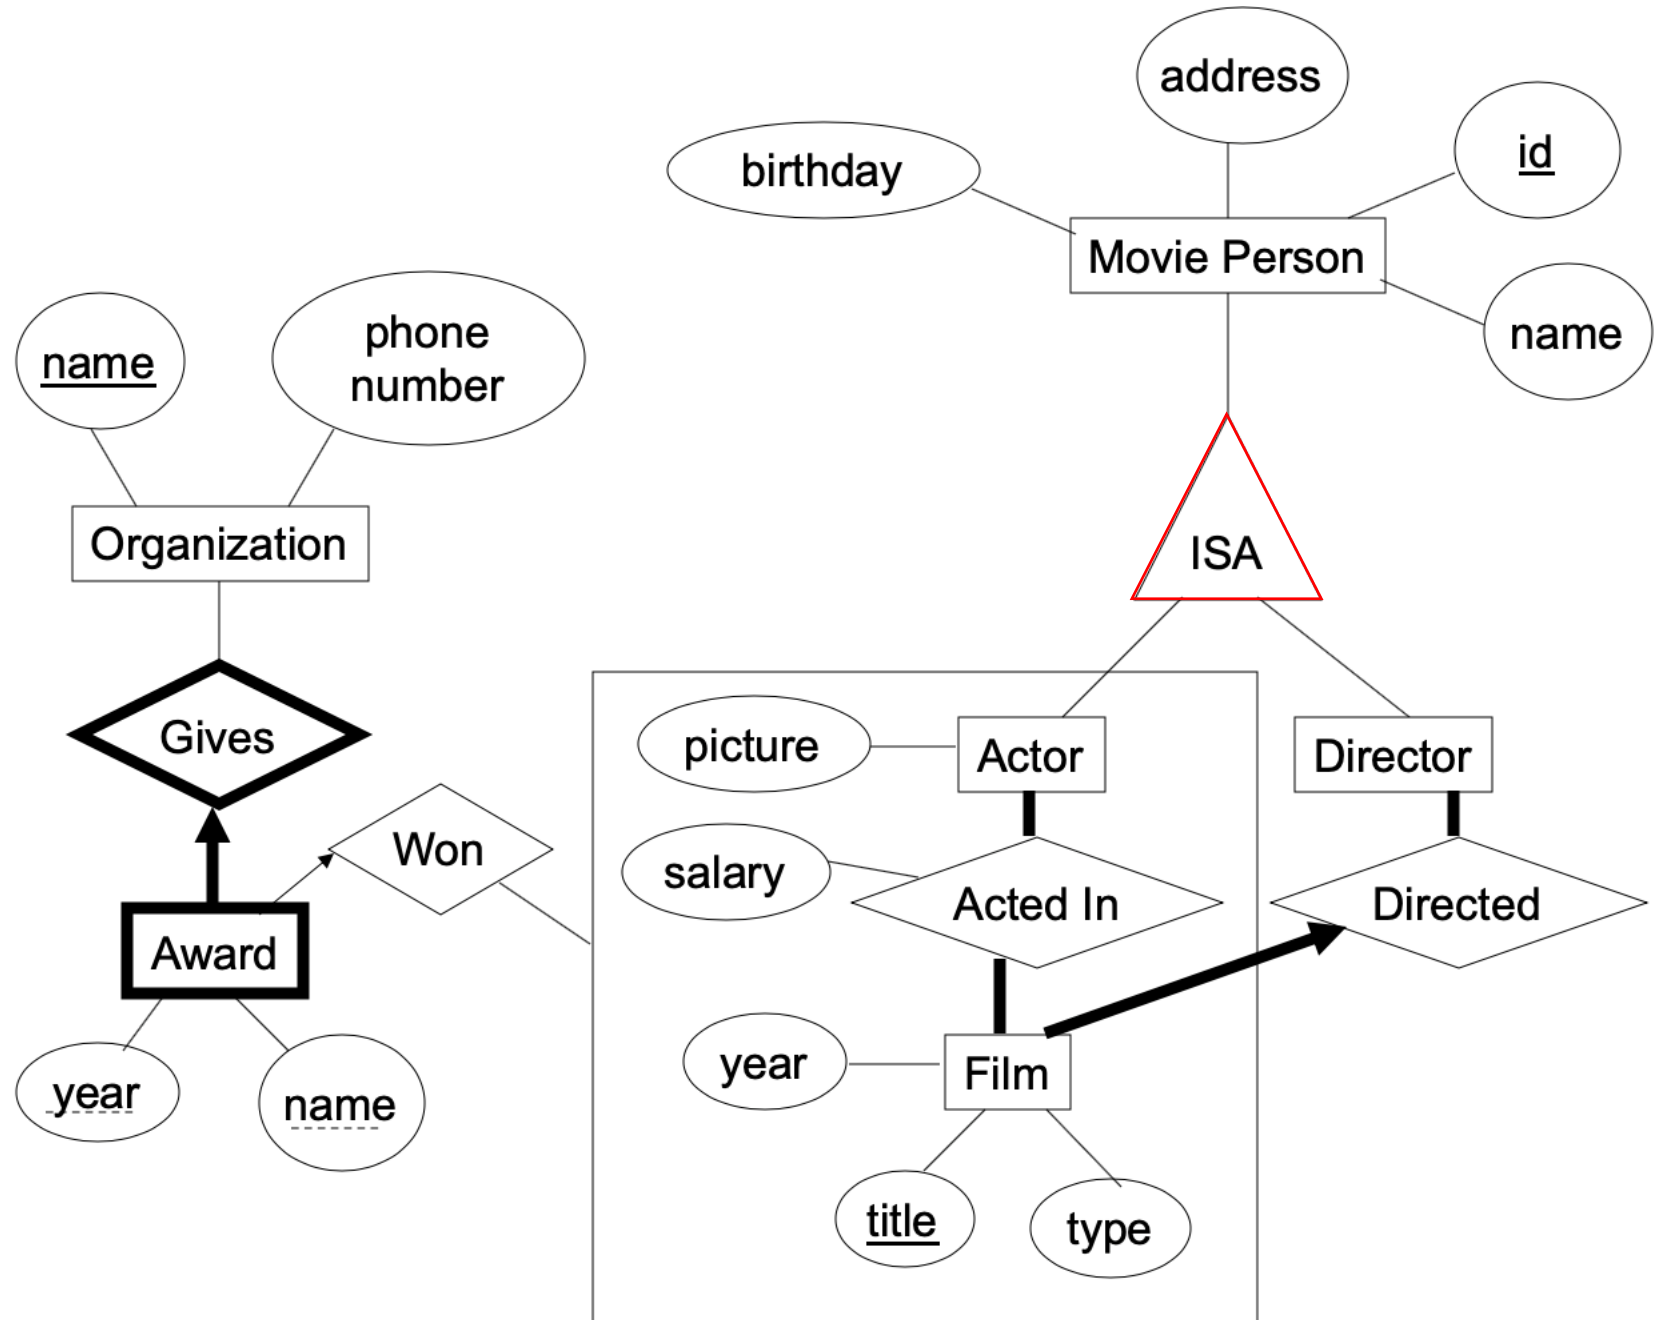 address
id
birthday
Movie Person
name
name
phone
number
Organization
ISA
Gives
picture
Actor
Director
Won
salary
Acted In
Directed
Award
year
Film
year
name
title
type